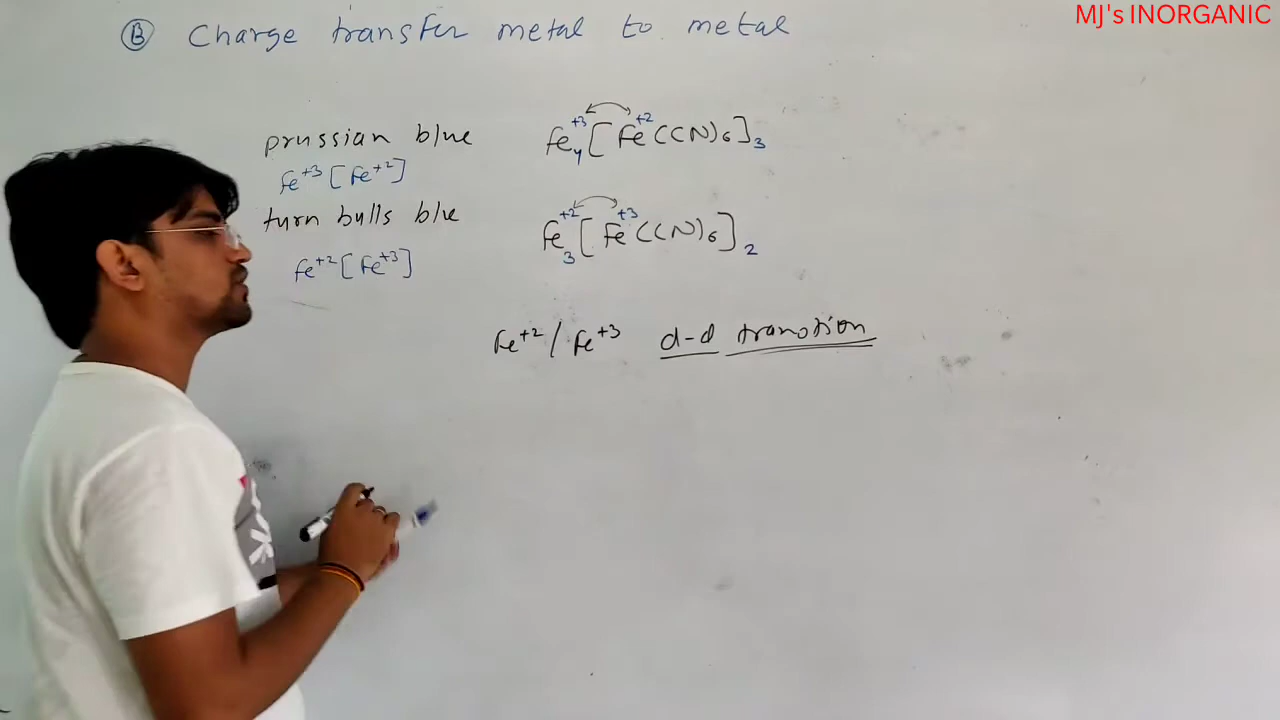 MJ's INORGANIC
B Charge transfer metal to metal
prussian blue Fe₄⁺³[Fe⁺²(CN)6]₃
Fe⁺³[Fe⁺²]
turn bulls blue Fe₃⁺²[Fe⁺³(CN)6]₂
Fe⁺²[Fe⁺³]
Fe⁺²/Fe⁺³ d-d transtion